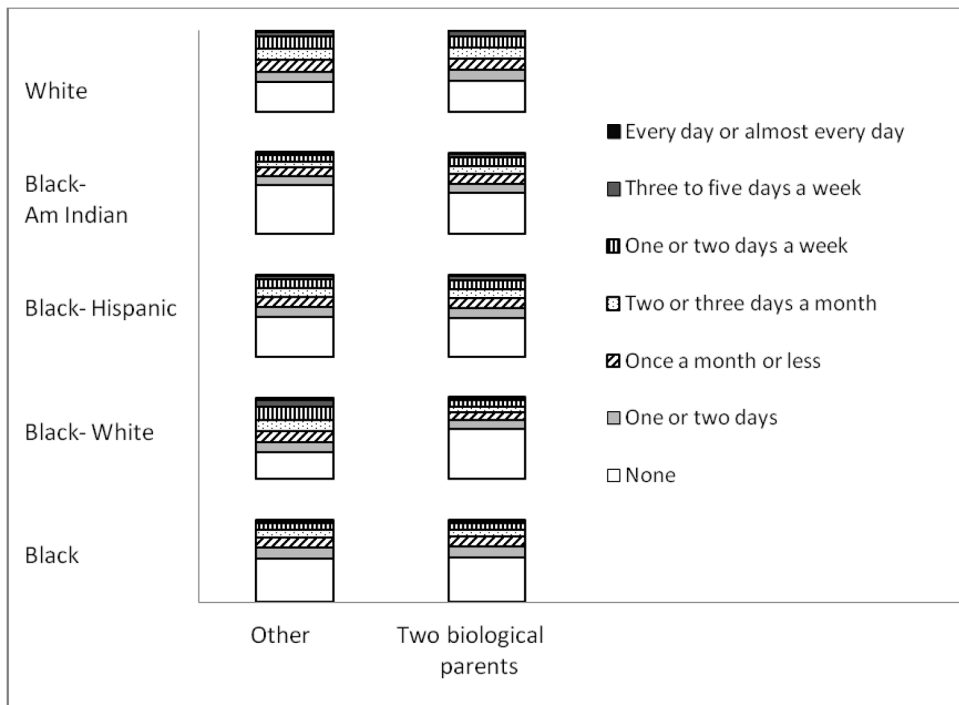 White
Black-
Am Indian
Black- Hispanic
Black- White
Black
Other
Two biological
parents
Every day or almost every day
Three to five days a week
One or two days a week
Two or three days a month
Once a month or less
One or two days
None